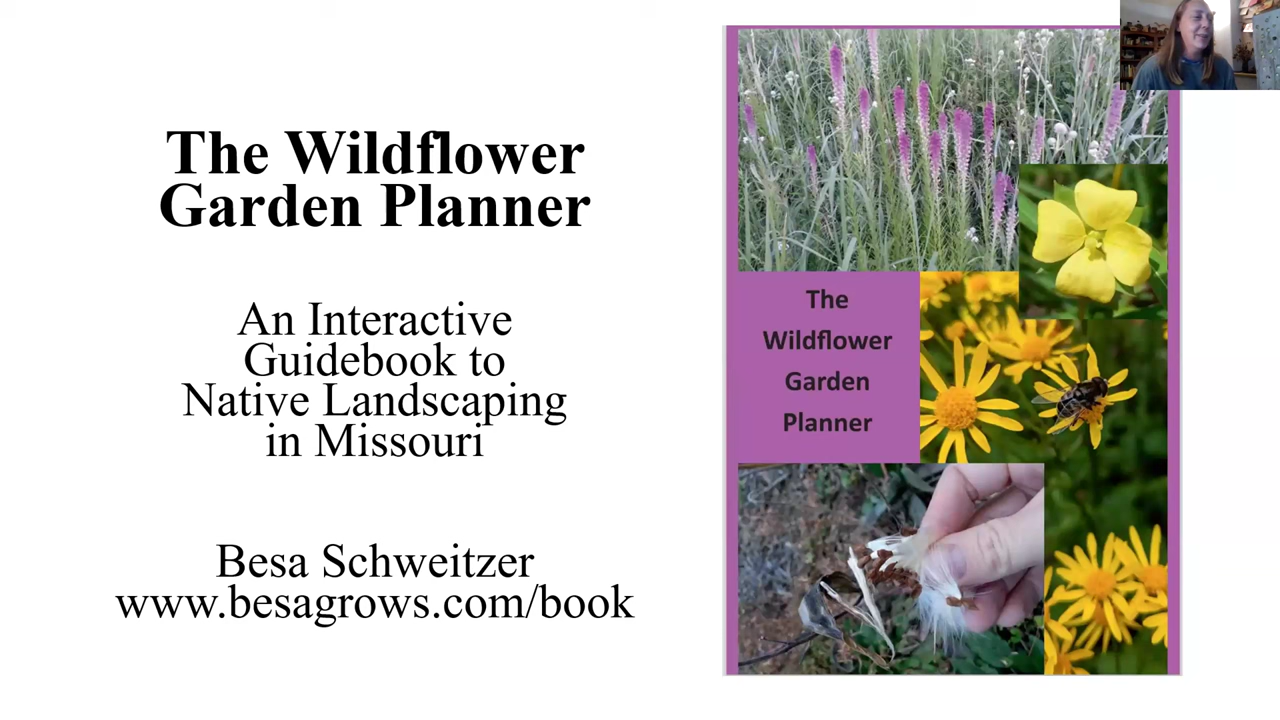 The Wildflower
Garden Planner
An Interactive
Guidebook to
Native Landscaping
in Missouri
Besa Schweitzer
www.besagrows.com/book
The
Wildflower
Garden
Planner